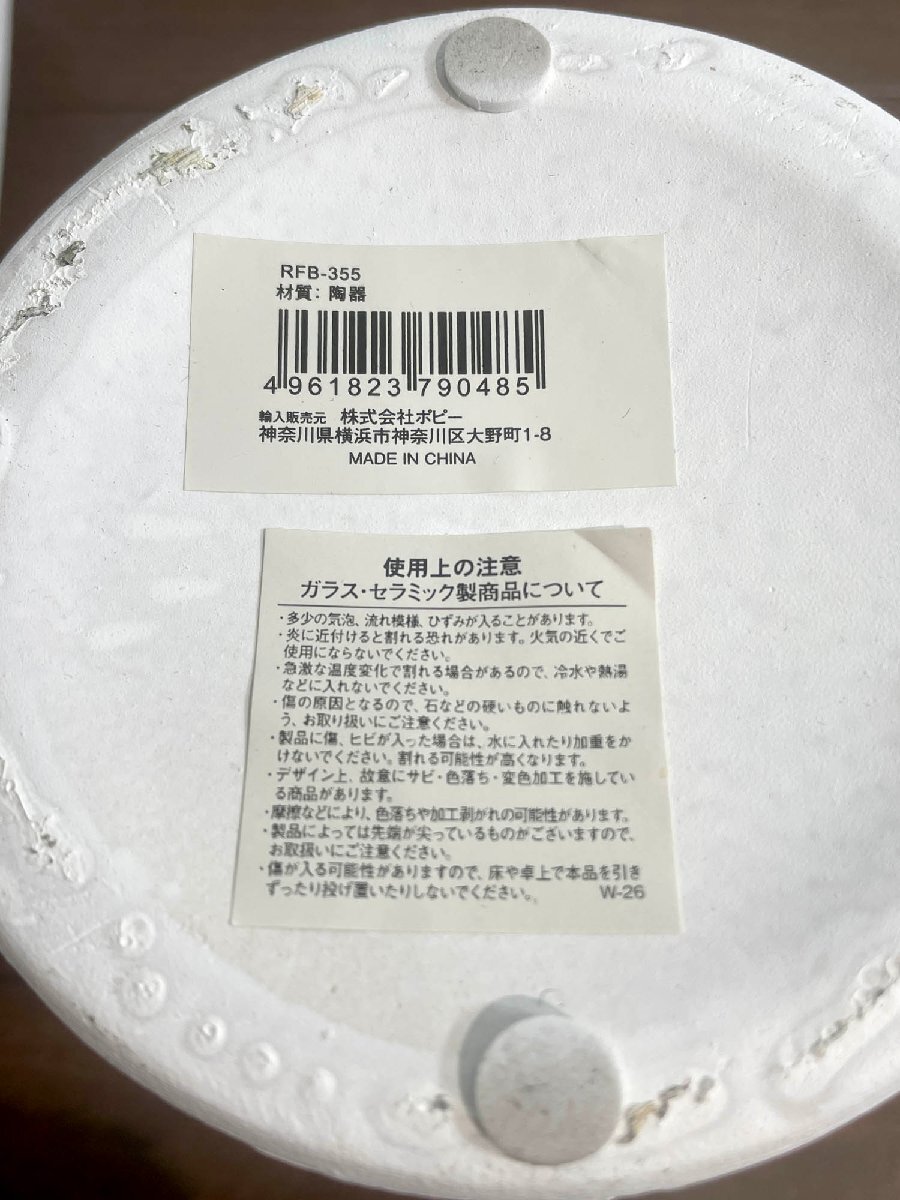 RFB-355
材質: 陶器
4961823790485
輸入販売元 株式会社ポピー
神奈川県横浜市神奈川区大野町1-8
MADE IN CHINA
使用上の注意
ガラス・セラミック製商品について
・多少の気泡、流れ模様、ひずみが入ることがあります。
・炎に近付けると割れる恐れがあります。火気の近くでご
使用にならないでください。
・急激な温度変化で割れる場合があるので、冷水や熱湯
などに入れないでください。
・傷の原因となるので、石などの硬いものに触れないよ
う、お取り扱いにご注意ください。
・製品に傷、ヒビが入った場合は、水に入れたり加重をか
けないでください。割れる可能性が高くなります。
・デザイン上、故意にサビ・色落ち・変色加工を施してい
る商品があります。
・摩擦などにより、色落ちや加工剥がれの可能性があります。
・製品によっては先端が尖っているものがございますので、
お取扱いにご注意ください。
・傷が入る可能性がありますので、床や卓上で本品を引き
ずったり投げ置いたりしないでください。 W-26